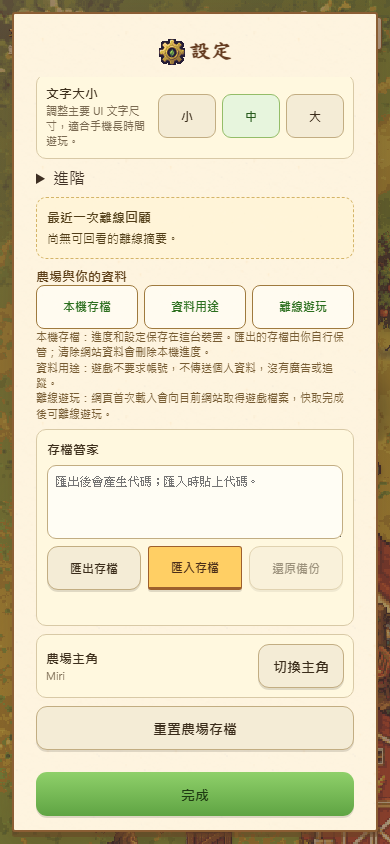 設定
文字大小
調整主要 UI 文字尺
寸，適合手機長時間
遊玩。
小
中
大
▶ 進階
最近一次離線回顧
尚無可回看的離線摘要。
農場與你的資料
本機存檔
資料用途
離線遊玩
本機存檔：進度和設定保存在這台裝置。匯出的存檔由你自行保
管；清除網站資料會刪除本機進度。
資料用途：遊戲不要求帳號，不傳送個人資料，沒有廣告或追
蹤。
離線遊玩：網頁首次載入會向目前網站取得遊戲檔案，快取完成
後可離線遊玩。
存檔管家
匯出後會產生代碼；匯入時貼上代碼。
匯出存檔
匯入存檔
還原備份
農場主角
Miri
切換主角
重置農場存檔
完成